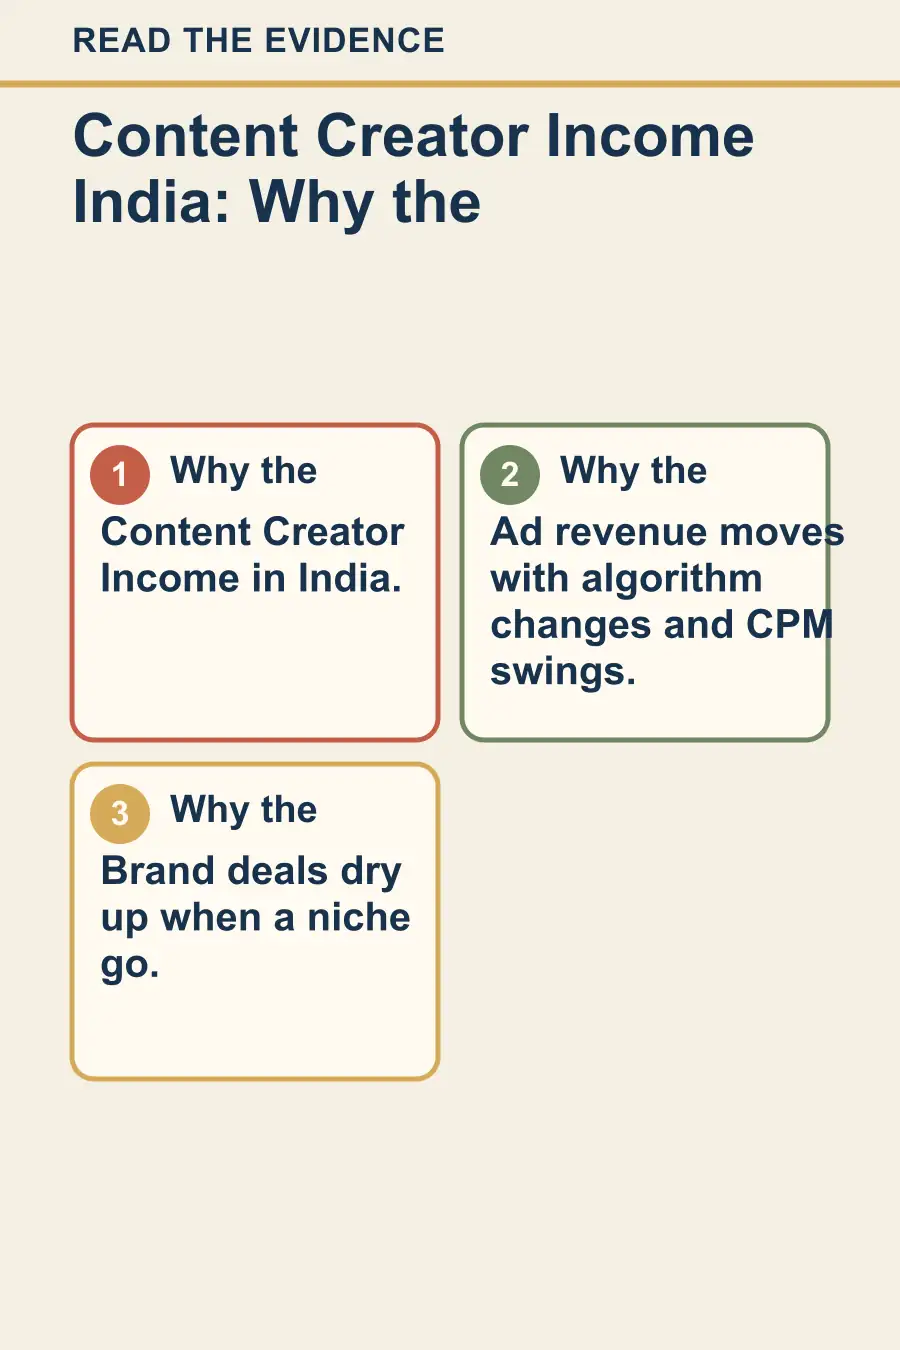 READ THE EVIDENCE
Content Creator Income
India: Why the
1 Why the
Content Creator
Income in India.
2 Why the
Ad revenue moves
with algorithm
changes and CPM
swings.
3 Why the
Brand deals dry
up when a niche
go.